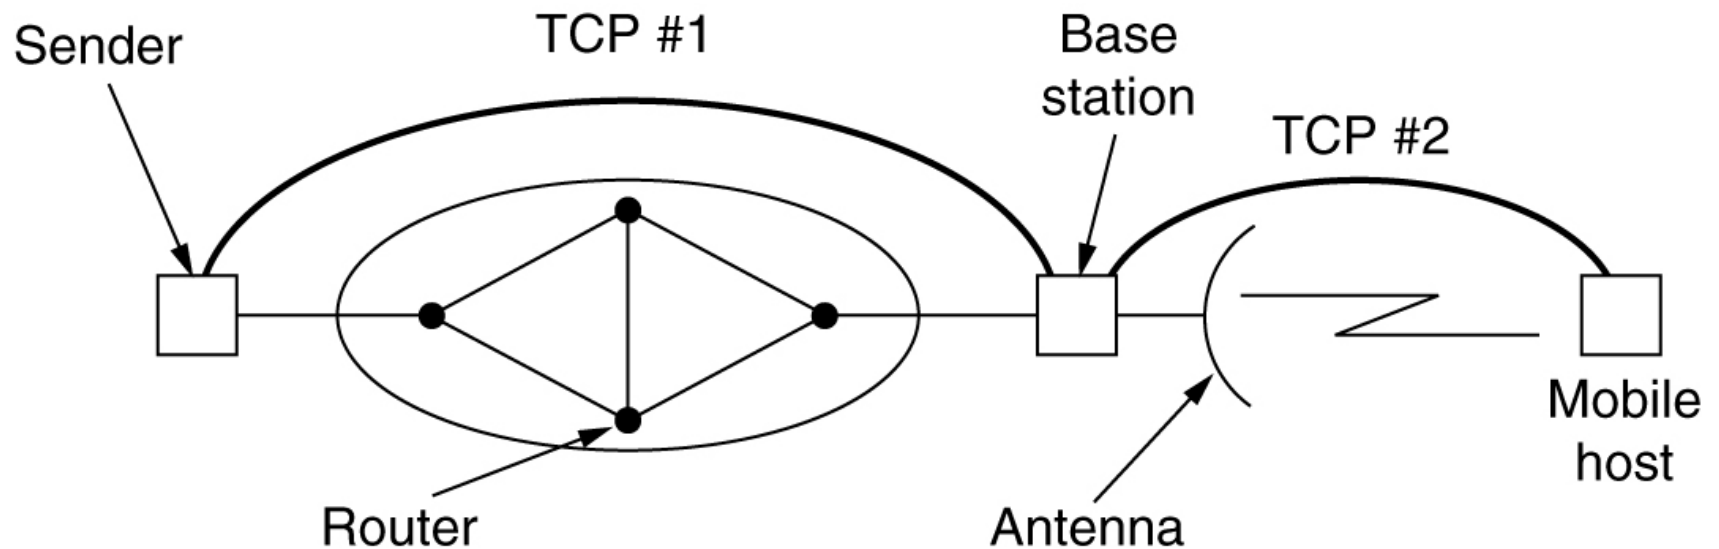 Sender
TCP #1
Base
station
TCP #2
Mobile
host
Router
Antenna